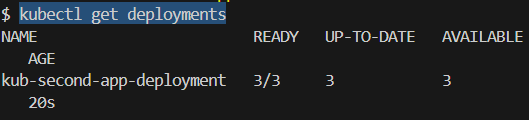 $ kubectl get deployments
NAME                      READY   UP-TO-DATE   AVAILABLE
   AGE
kub-second-app-deployment   3/3     3            3
   20s